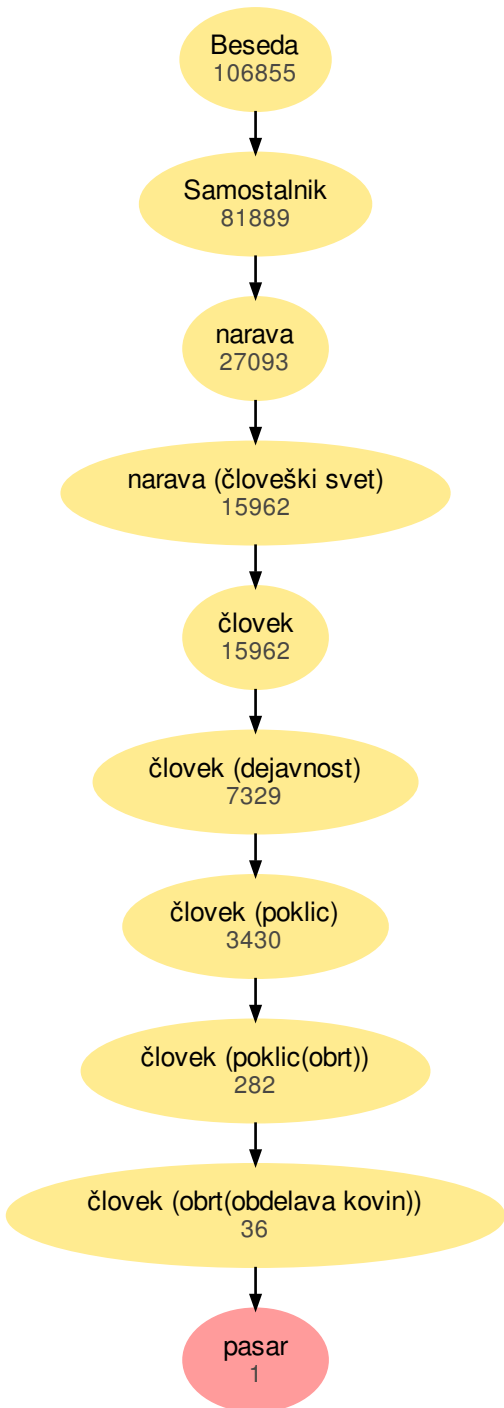 Beseda
106855
Samostalnik
81889
narava
27093
narava (človeški svet)
15962
človek
15962
človek (dejavnost)
7329
človek (poklic)
3430
človek (poklic(obrt))
282
človek (obrt(obdelava kovin))
36
pasar
1